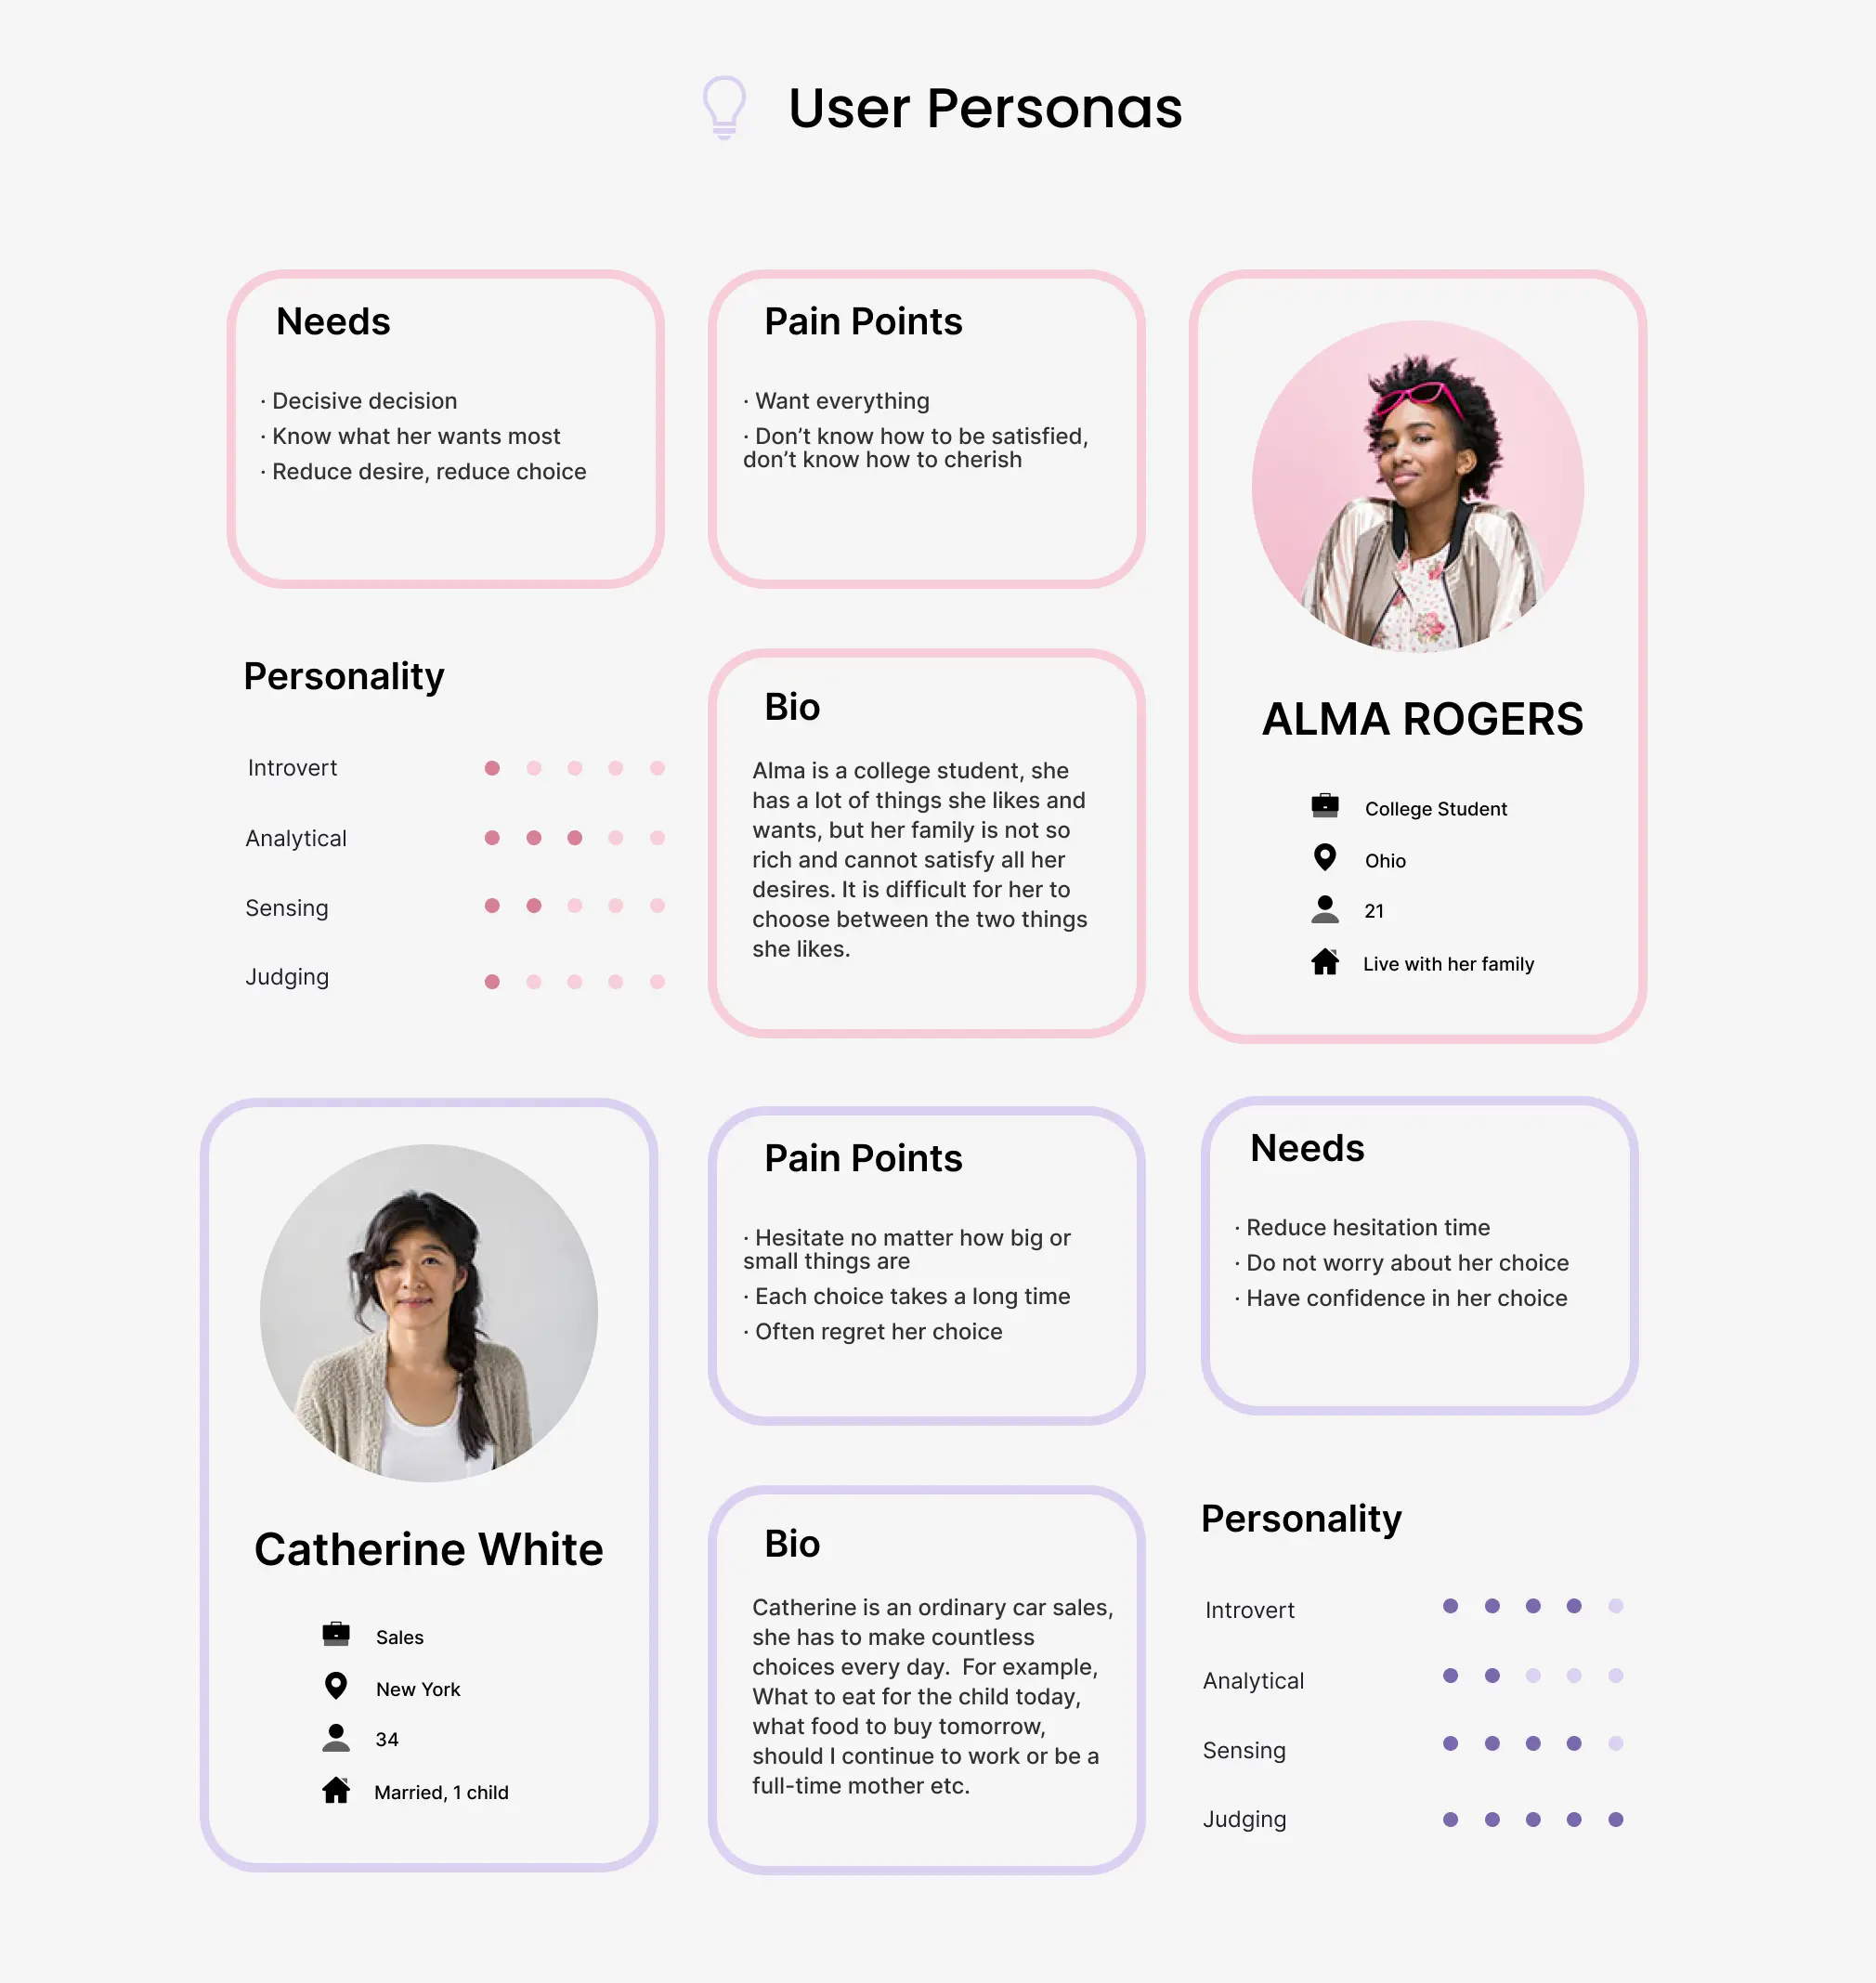 User Personas
Needs
· Decisive decision
· Know what her wants most
· Reduce desire, reduce choice
Pain Points
· Want everything
· Don’t know how to be satisfied,
don’t know how to cherish
ALMA ROGERS
College Student
Ohio
21
Live with her family
Personality
Introvert
Analytical
Sensing
Judging
Bio
Alma is a college student, she
has a lot of things she likes and
wants, but her family is not so
rich and cannot satisfy all her
desires. It is difficult for her to
choose between the two things
she likes.
Catherine White
Sales
New York
34
Married, 1 child
Pain Points
· Hesitate no matter how big or
small things are
· Each choice takes a long time
· Often regret her choice
Needs
· Reduce hesitation time
· Do not worry about her choice
· Have confidence in her choice
Bio
Catherine is an ordinary car sales,
she has to make countless
choices every day.  For example,
What to eat for the child today,
what food to buy tomorrow,
should I continue to work or be a
full-time mother etc.
Personality
Introvert
Analytical
Sensing
Judging